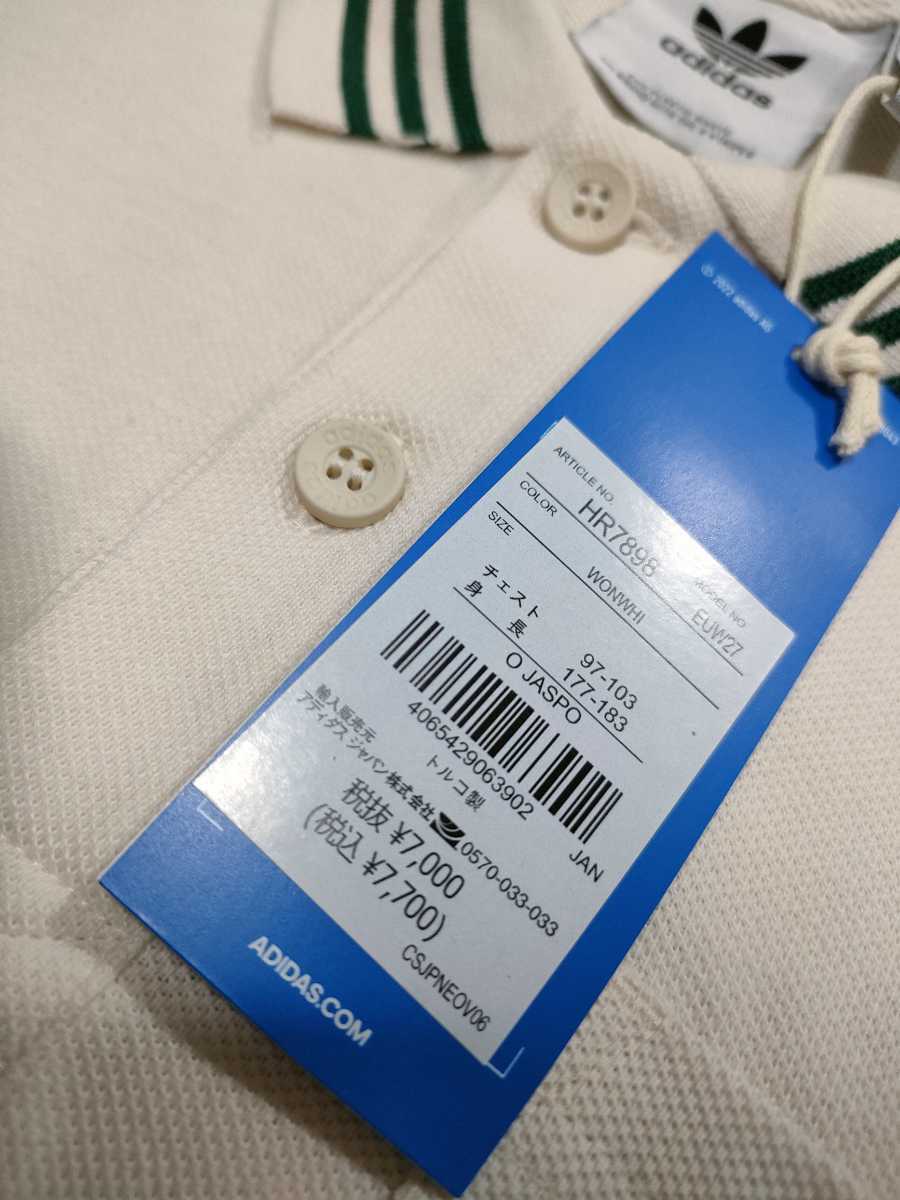 adidas
© 2022 adidas AG
ARTICLE NO. MODEL NO
HR7898 EUW27
COLOR
WONWHI
SIZE
チェスト 97-103
身長 177-183
O JASPO
4065429063902
JAN
トルコ製
輸入販売元
アディダス ジャパン株式会社 0570-033-033
税抜 ¥7,000
(税込 ¥7,700)
CSJPNEOV06
ADIDAS.COM